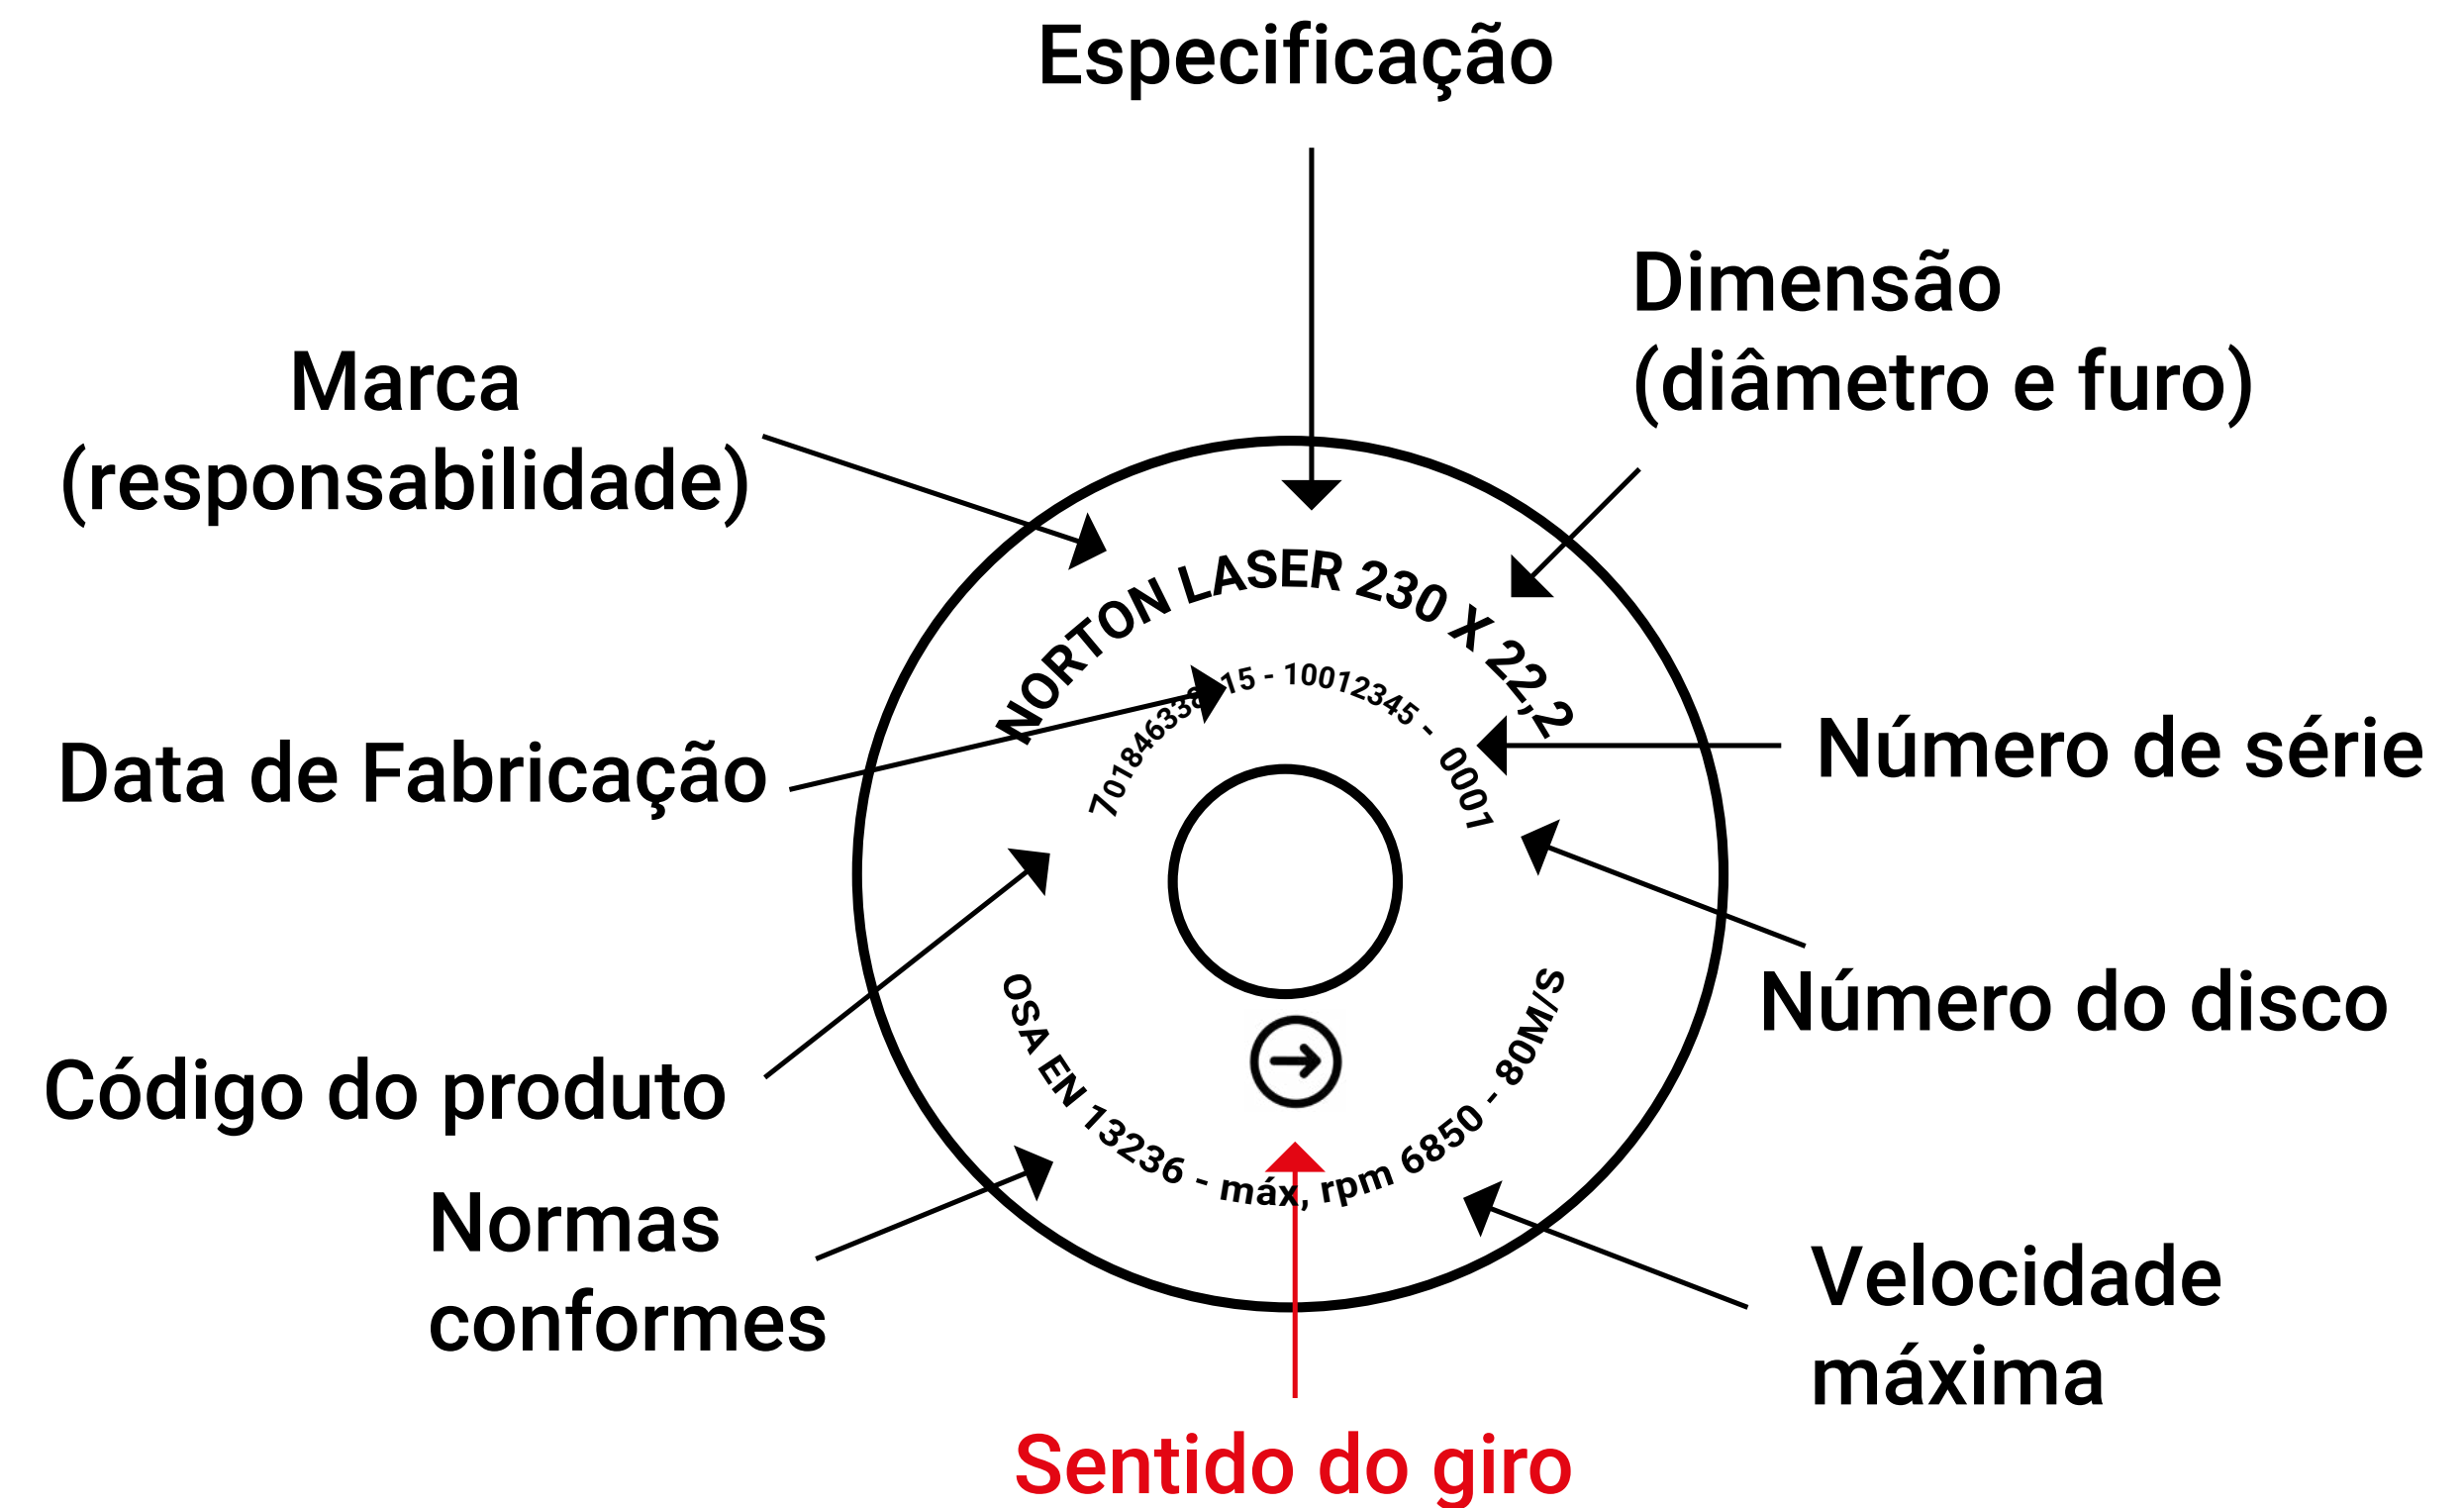 Especificação
Dimensão
(diâmetro e furo)
Marca
(responsabilidade)
NORTON LASER 230 X 22,2
- 10012345 - 0001
Número de série
Data de Fabricação
Número do disco
Código do produto
OSA EN 13236 - max, rpm 6850 - 80M/S
Normas
conformes
Velocidade
máxima
Sentido do giro